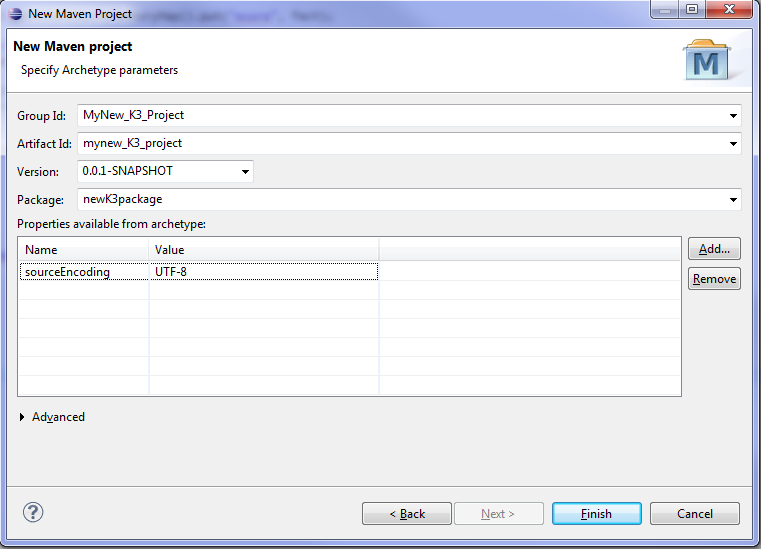 New Maven Project
New Maven project
Specify Archetype parameters
M
Group Id: MyNew_K3_Project
Artifact Id: mynew_K3_project
Version: 0.0.1-SNAPSHOT
Package: newK3package
Properties available from archetype:
Name Value
sourceEncoding UTF-8
Add...
Remove
Advanced
?
< Back Next > Finish Cancel